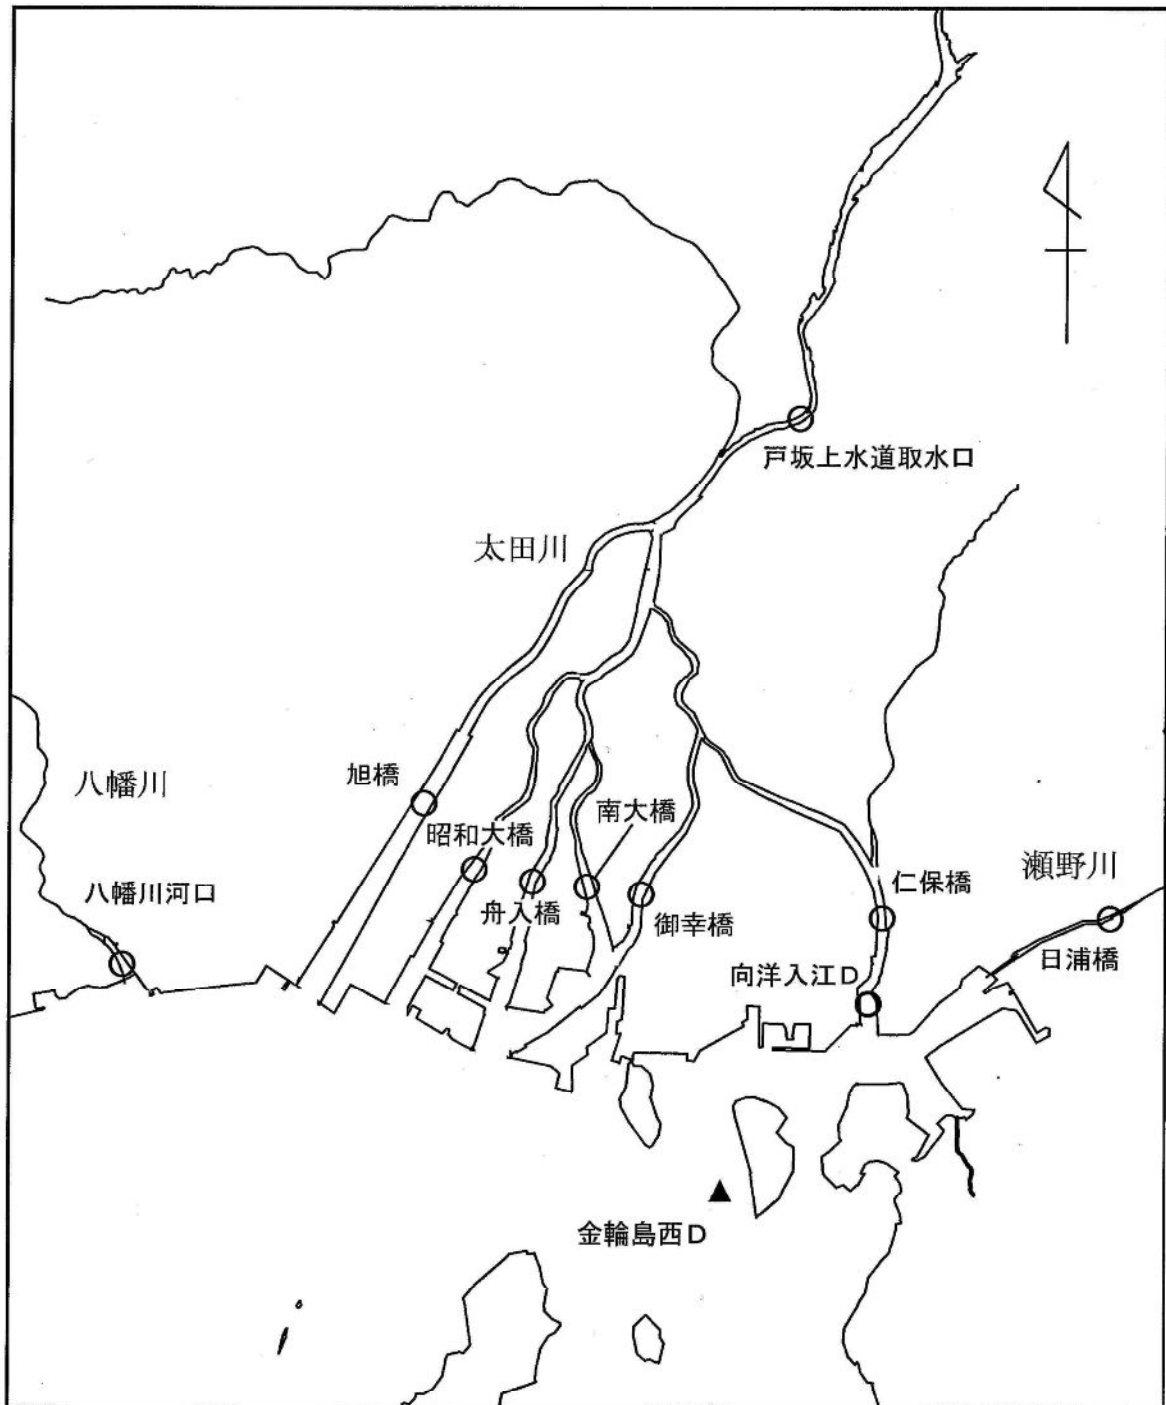 戸坂上水道取水口
太田川
八幡川
旭橋
昭和大橋
南大橋
瀬野川
八幡川河口
舟入橋
御幸橋
仁保橋
日浦橋
向洋入江D
金輪島西D